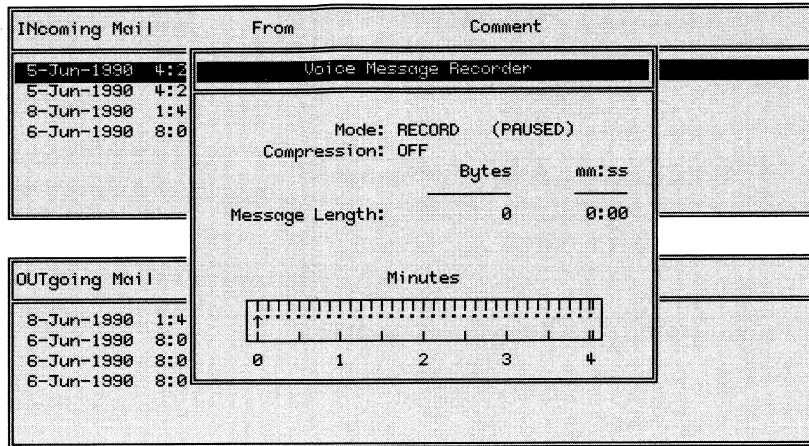 INcoming Mail From Comment
5-Jun-1990 4:2
5-Jun-1990 4:2
8-Jun-1990 1:4
6-Jun-1990 8:0
Voice Message Recorder
Mode: RECORD (PAUSED)
Compression: OFF
Bytes mm:ss
Message Length: 0 0:00
Minutes
0 1 2 3 4
OUTgoing Mail
8-Jun-1990 1:4
6-Jun-1990 8:0
6-Jun-1990 8:0
6-Jun-1990 8:0